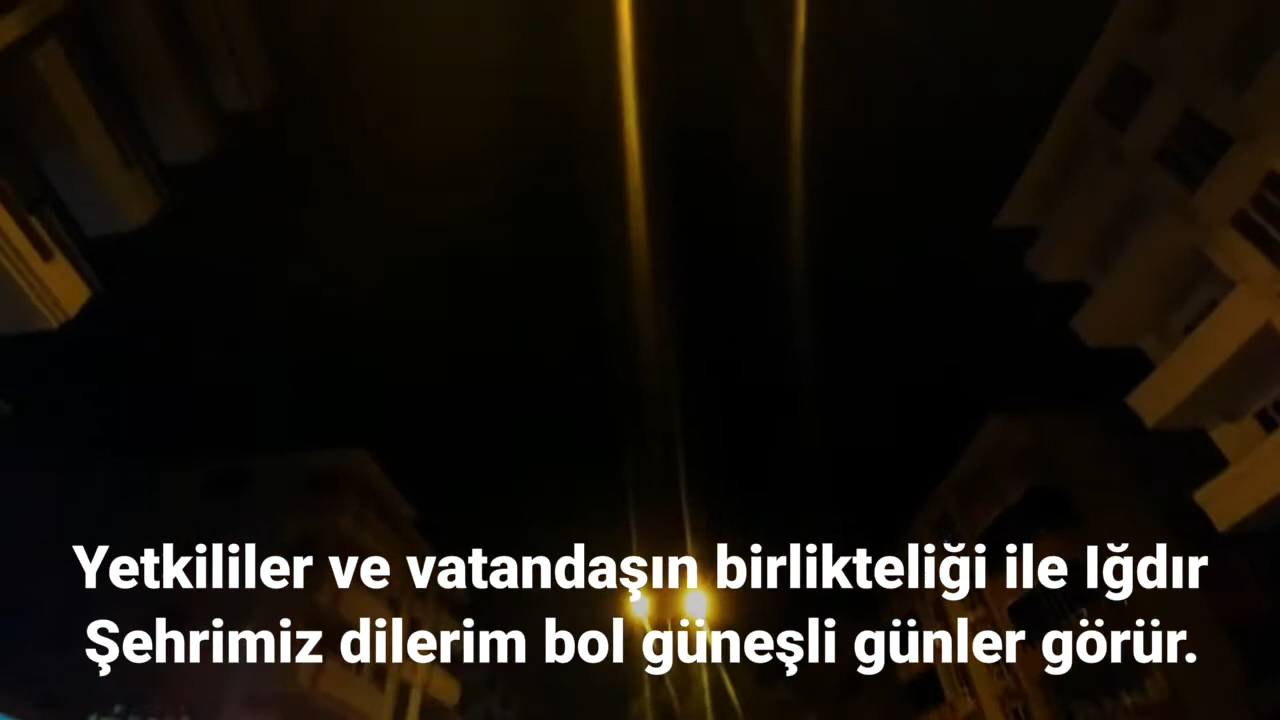 Yetkililer ve vatandaşın birlikteliği ile Iğdır
Şehrimiz dilerim bol güneşli günler görür.